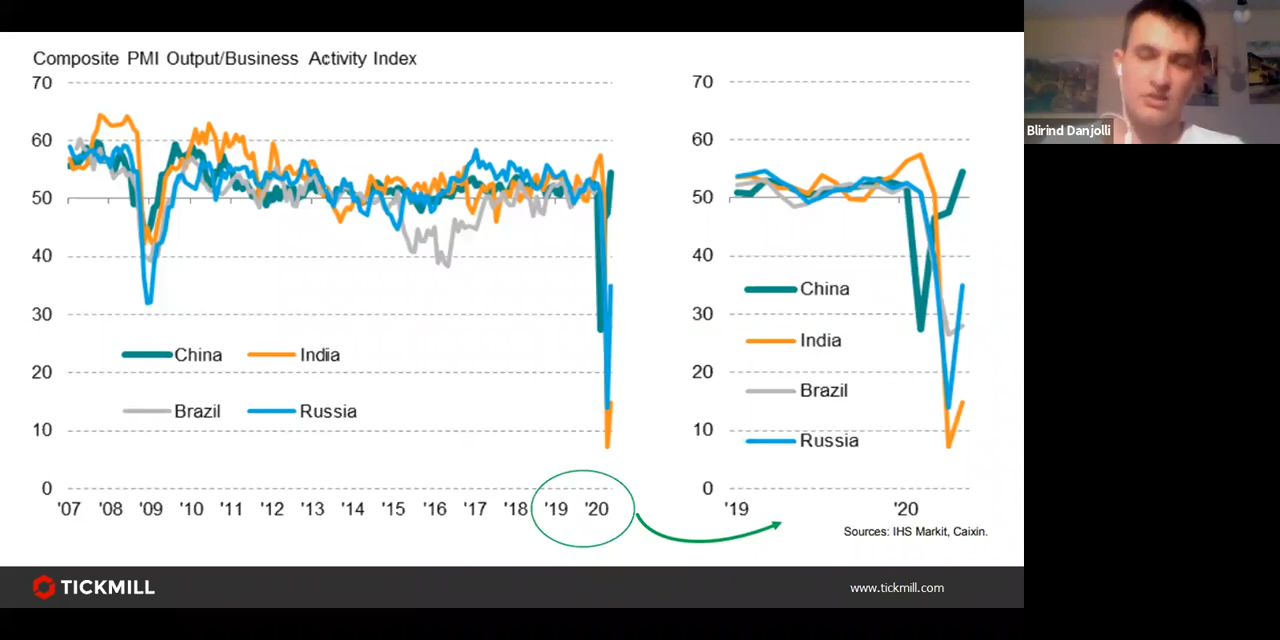 Composite PMI Output/Business Activity Index
70
60
50
40
30
20
10
0
China
India
Brazil
Russia
'07 '08 '09 '10 '11 '12 '13 '14 '15 '16 '17 '18 '19 '20
70
60
50
40
30
20
10
0
China
India
Brazil
Russia
'19 '20
Sources: IHS Markit, Caixin.
TICKMILL
www.tickmill.com
Blirind Danjolli